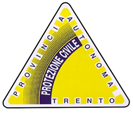 PROVINCIA AUTONOMA
TRENTO
PROTEZIONE CIVILE